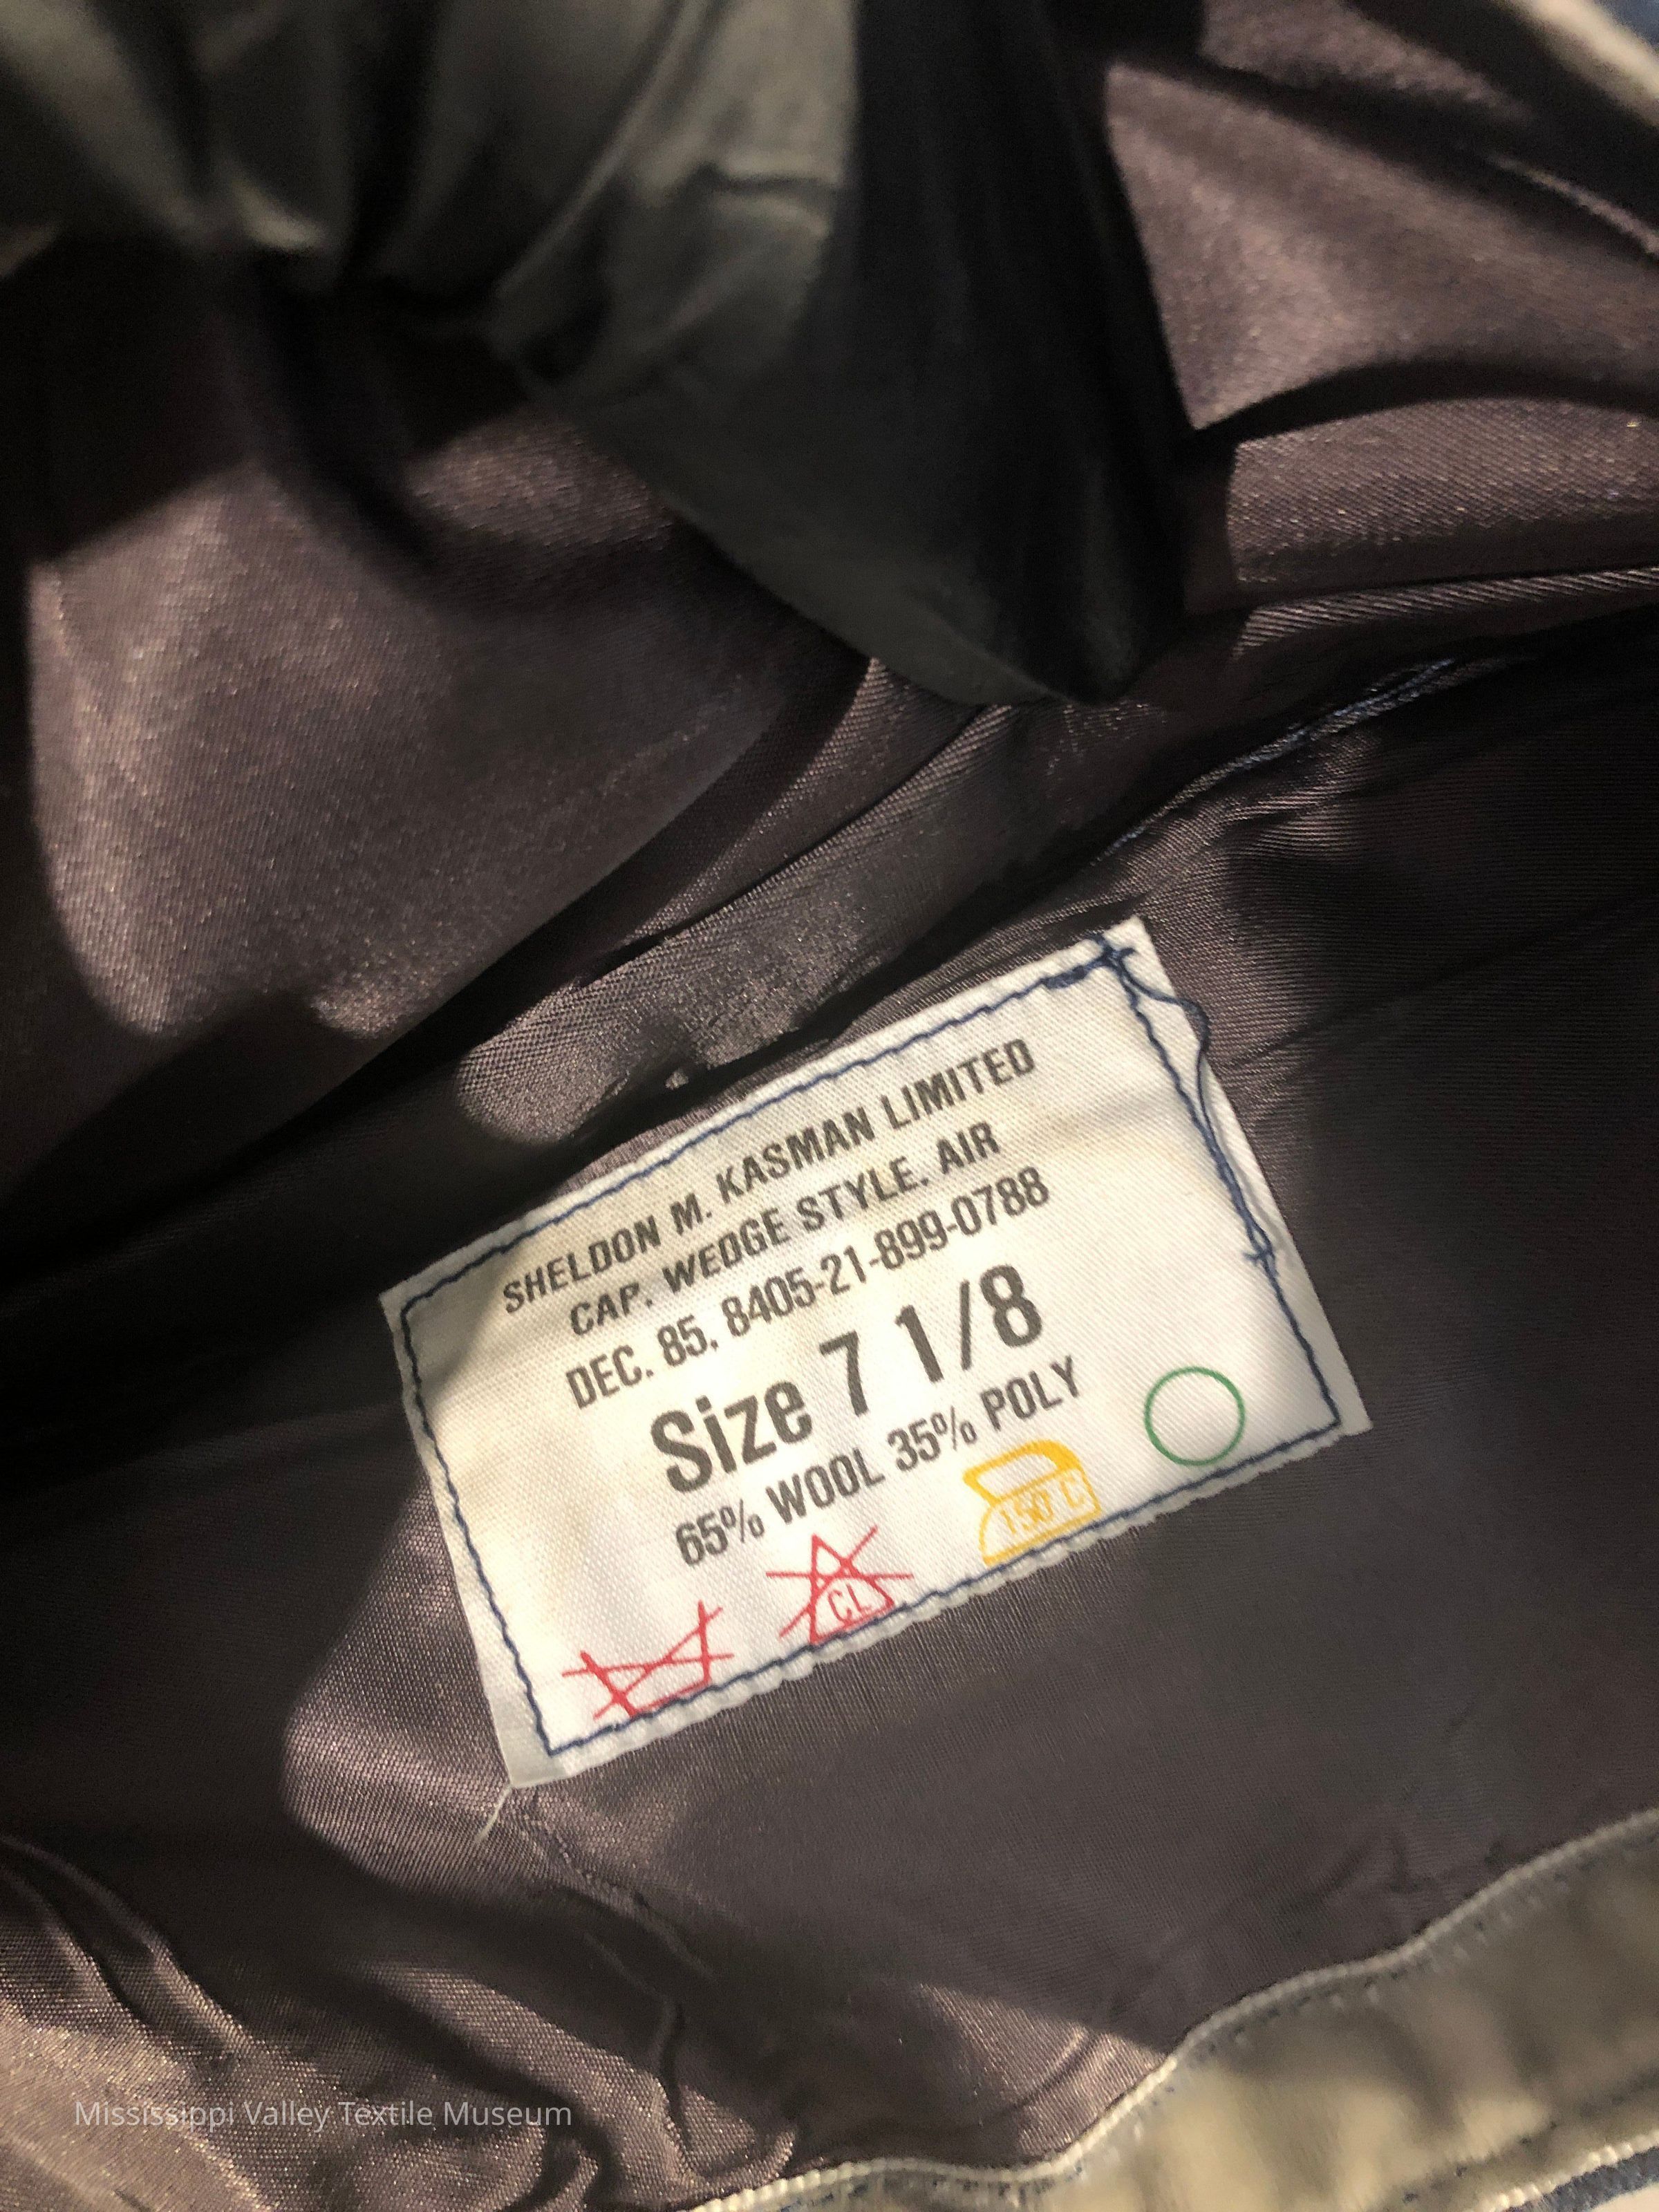 SHELDON M. KASMAN LIMITED
CAP. WEDGE STYLE. AIR
DEC. 85. 8405-21-899-0788
Size 7 1/8
65% WOOL 35% POLY
CL
150 C
Mississippi Valley Textile Museum